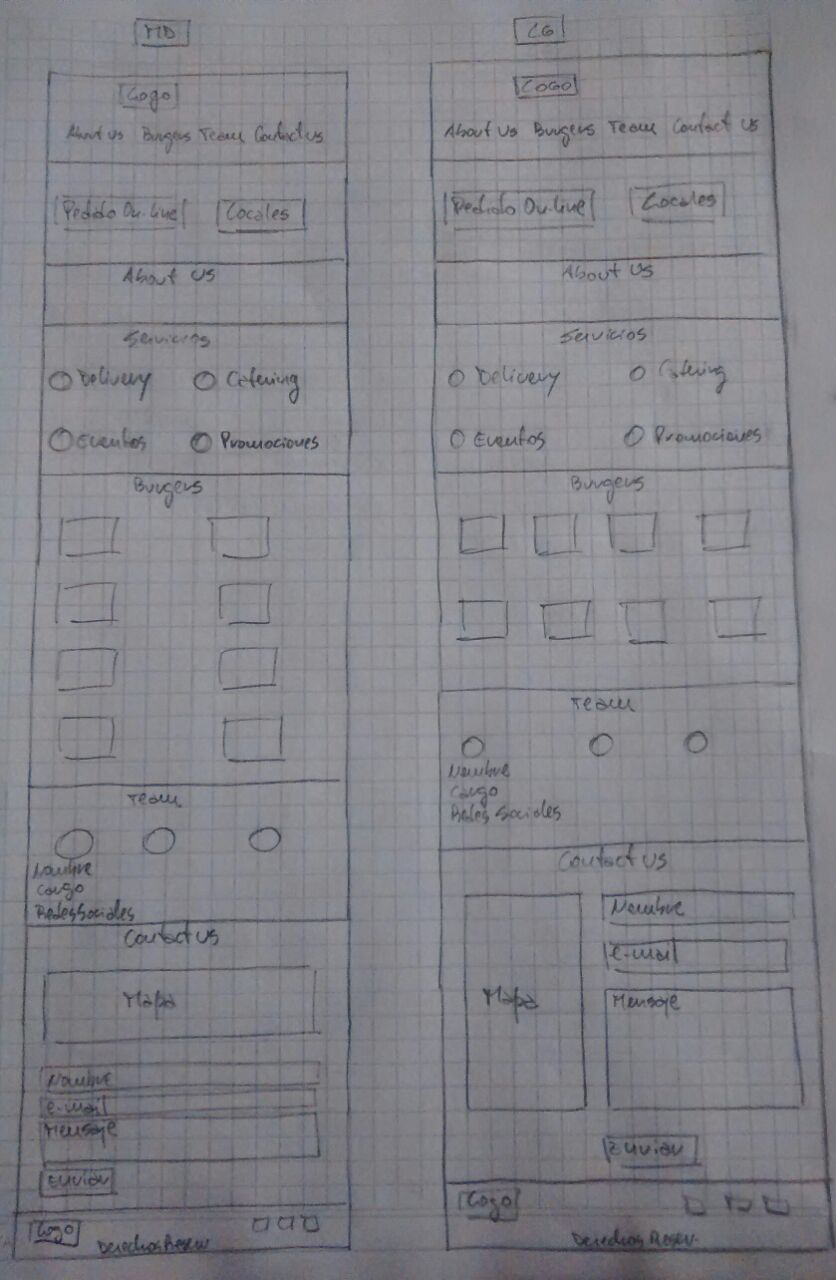 MD
Logo
About us Burgers Team Contact us
Pedido On-line Locales
About US
Servicios
Delivery Catering
Eventos Promociones
Burgers
Team
Nombre
Cargo
Redes Sociales
Contact US
Mapa
Nombre
e-mail
Mensaje
Enviar
Logo
Derechos Reserv
LG
LOGO
About Us Burgers Team Contact Us
Pedido On-line Locales
About US
Servicios
Delivery Catering
Eventos Promociones
Burgers
Team
Nombre
Cargo
Redes Sociales
Contact US
Nombre
e-mail
Mapa Mensaje
Enviar
Logo
Derechos Reserv.